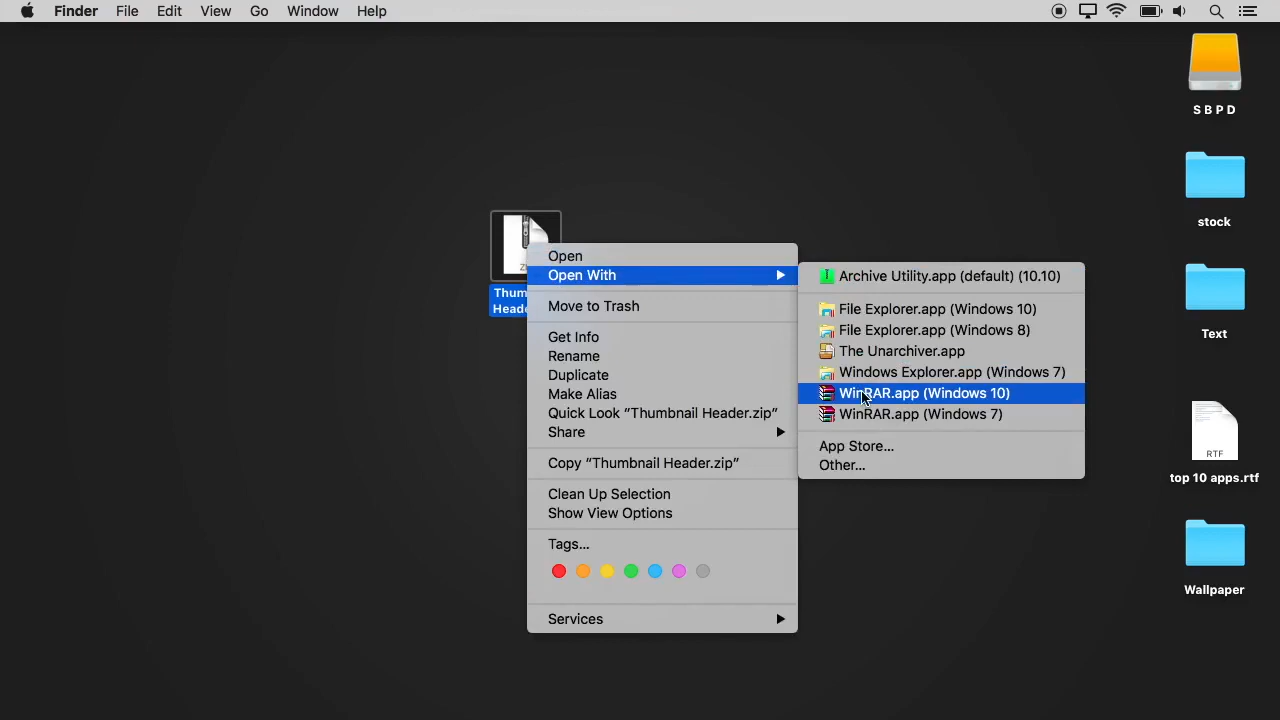 Finder File Edit View Go Window Help
S B P D
stock
Text
RTF
top 10 apps.rtf
Wallpaper
Thum
Heade
Open
Open With
Move to Trash
Get Info
Rename
Duplicate
Make Alias
Quick Look “Thumbnail Header.zip”
Share
Copy “Thumbnail Header.zip”
Clean Up Selection
Show View Options
Tags...
Services
Archive Utility.app (default) (10.10)
File Explorer.app (Windows 10)
File Explorer.app (Windows 8)
The Unarchiver.app
Windows Explorer.app (Windows 7)
WinRAR.app (Windows 10)
WinRAR.app (Windows 7)
App Store...
Other...